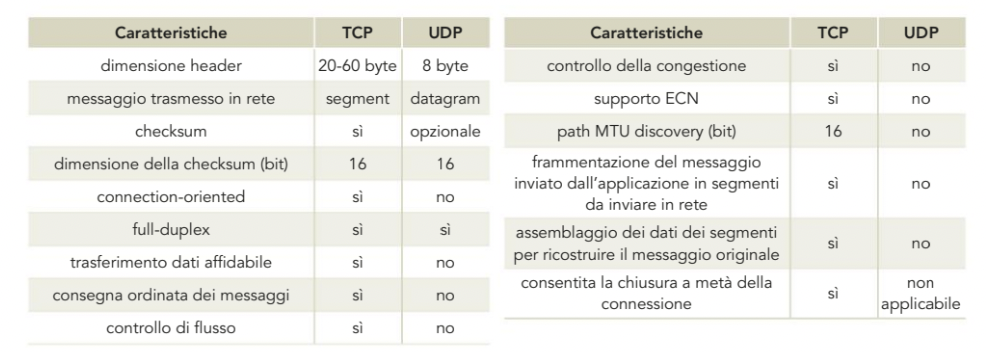 Caratteristiche TCP UDP
dimensione header 20-60 byte 8 byte
messaggio trasmesso in rete segment datagram
checksum sì opzionale
dimensione della checksum (bit) 16 16
connection-oriented sì no
full-duplex sì sì
trasferimento dati affidabile sì no
consegna ordinata dei messaggi sì no
controllo di flusso sì no
Caratteristiche TCP UDP
controllo della congestione sì no
supporto ECN sì no
path MTU discovery (bit) 16 no
frammentazione del messaggio
inviato dall'applicazione in segmenti sì no
da inviare in rete
assemblaggio dei dati dei segmenti
per ricostruire il messaggio originale sì no
consentita la chiusura a metà della
connessione sì non
applicabile